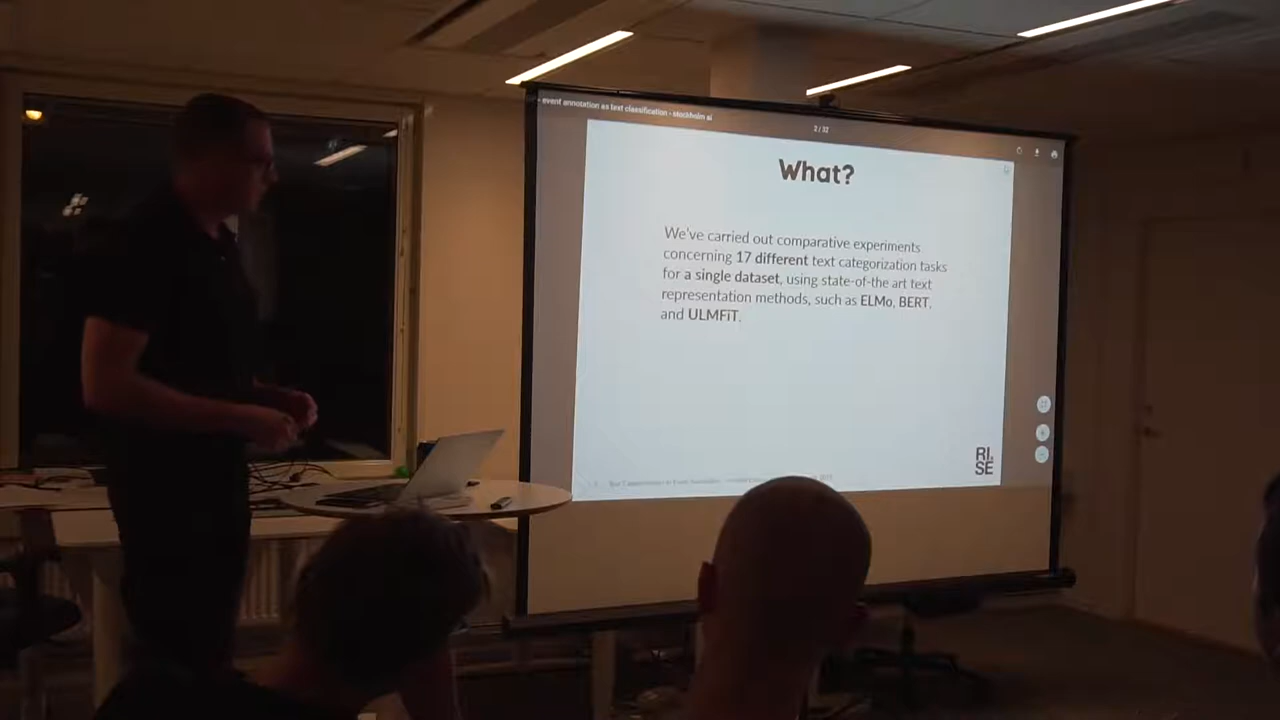 event annotation as text classification - stockholm ai
2 / 32
What?
We've carried out comparative experiments
concerning 17 different text categorization tasks
for a single dataset, using state-of-the art text
representation methods, such as ELMo, BERT,
and ULMFiT.
RI.
SE